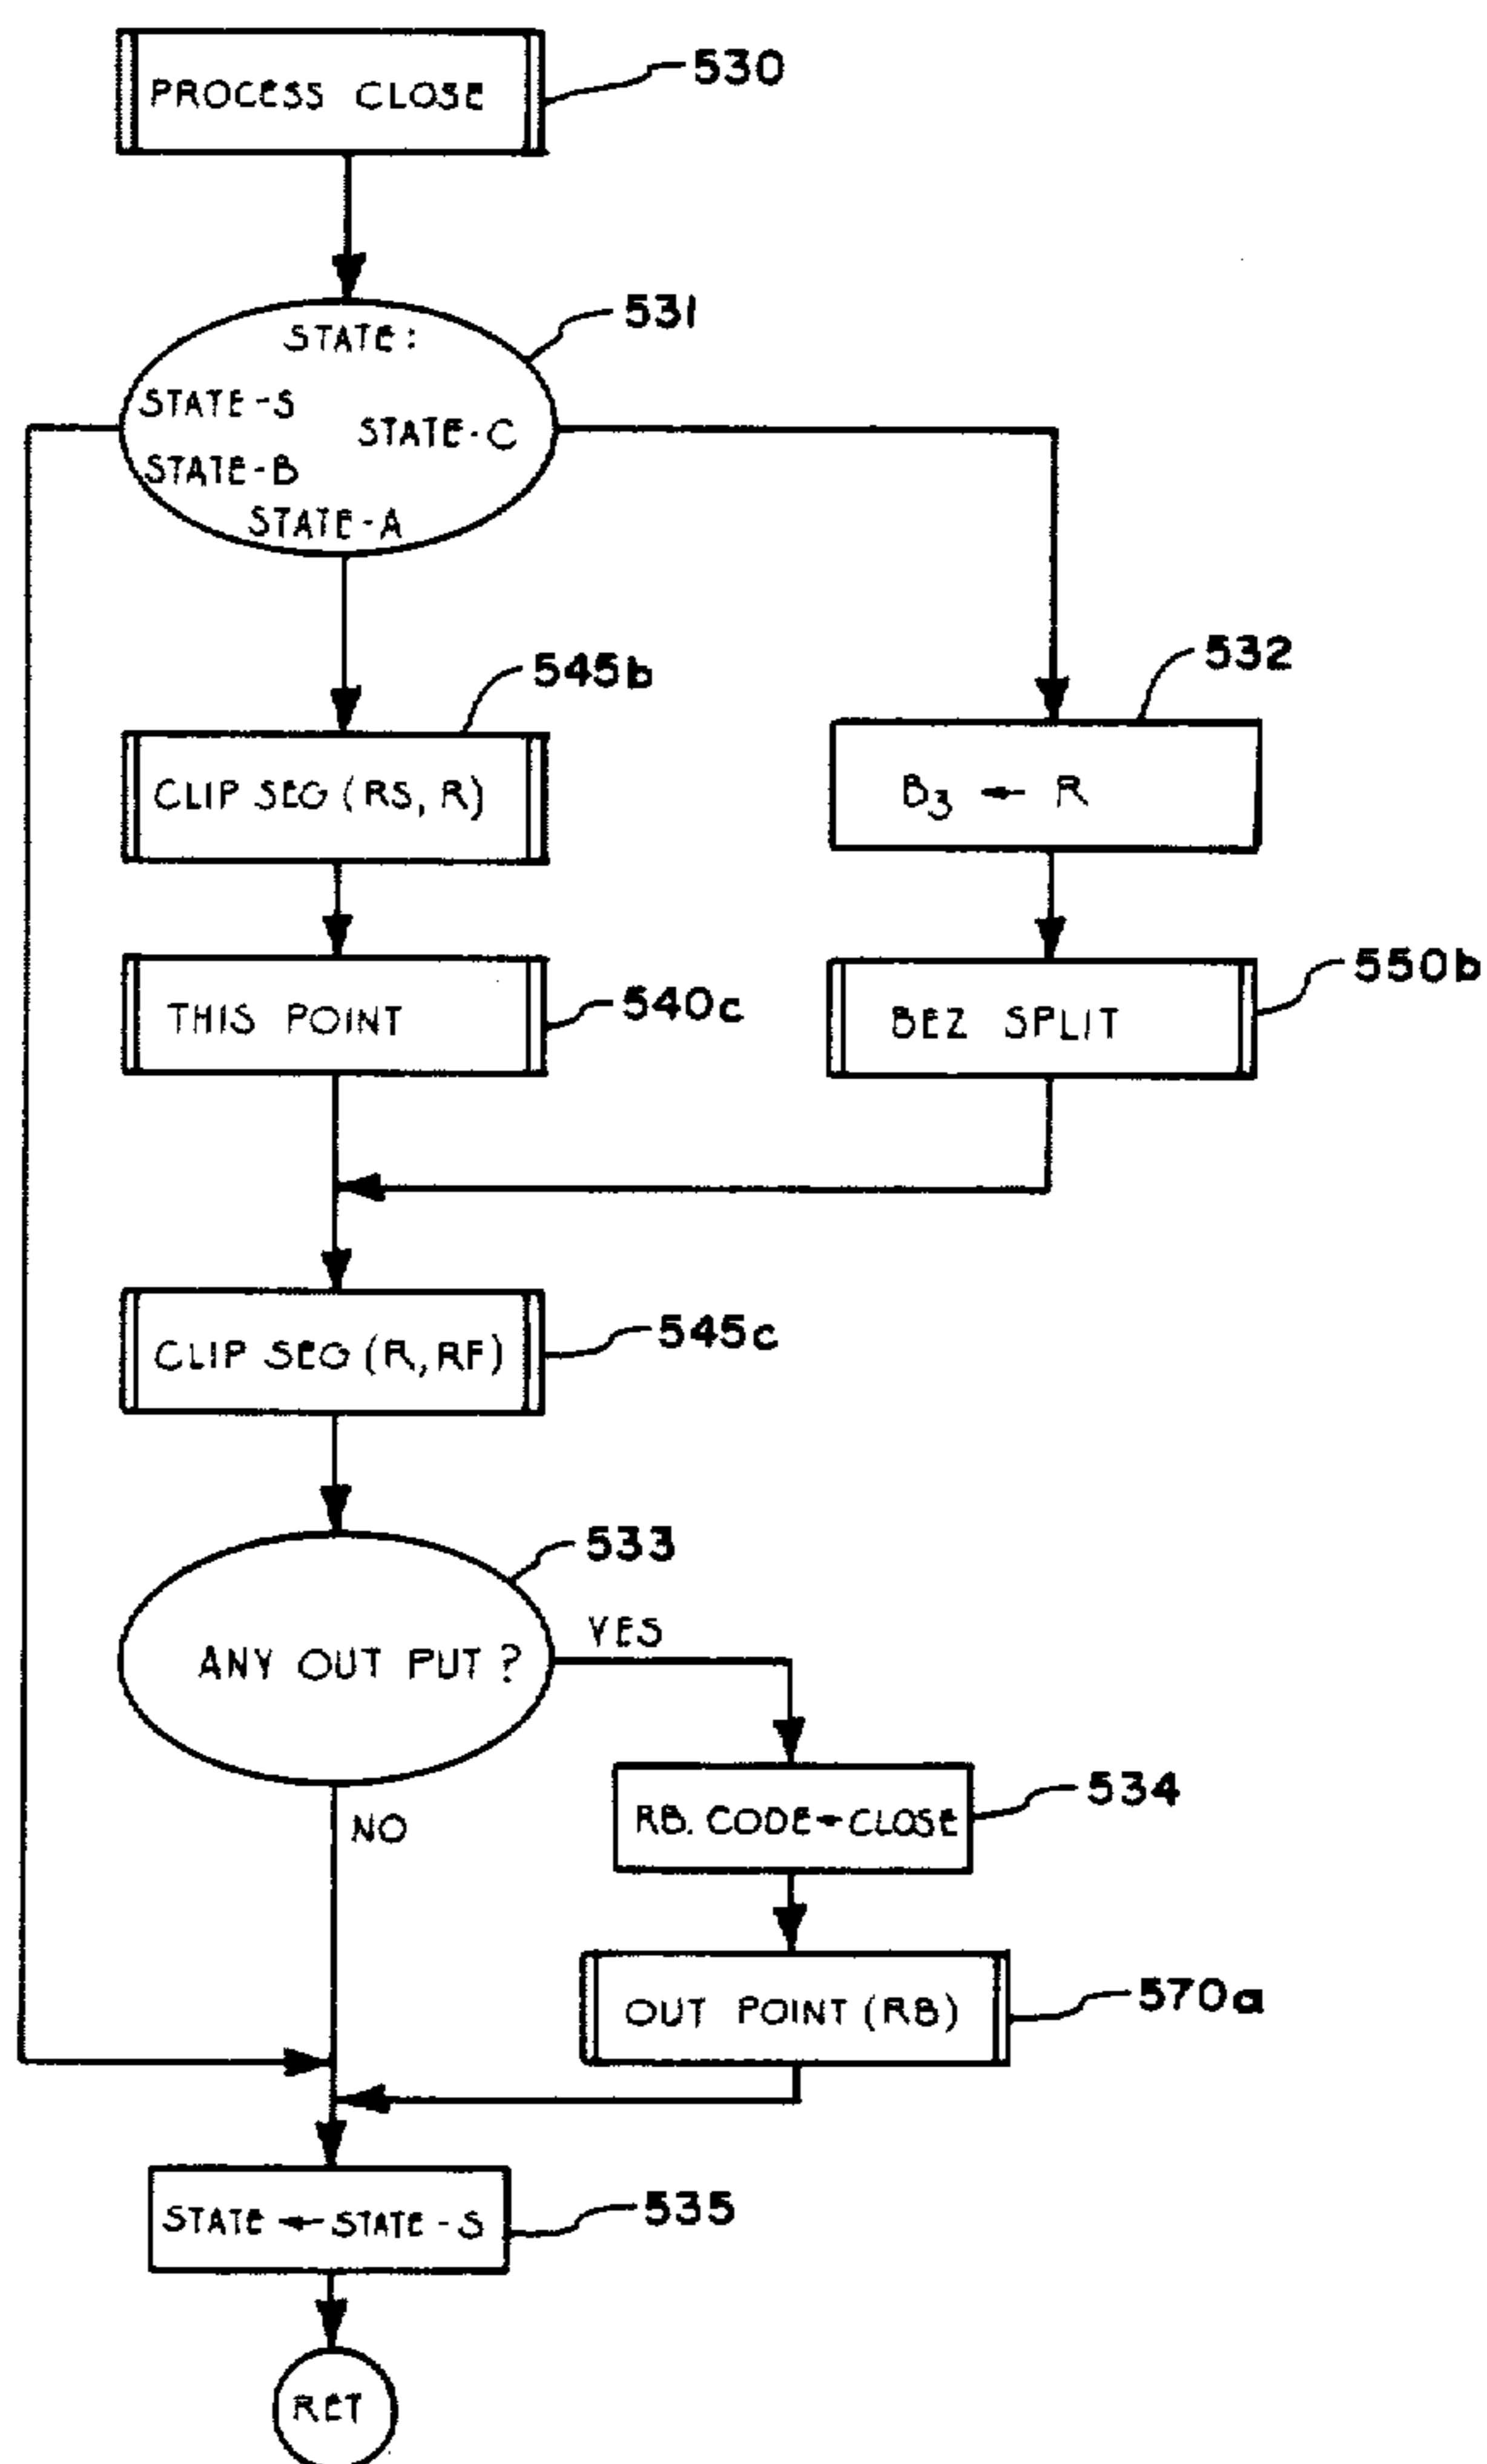 PROCESS CLOSE
530
531
STATE:
STATE-S
STATE-C
STATE-B
STATE-A
545b
532
CLIP SEG (RS, R)
B3 ← R
550b
THIS POINT
540c
BEZ SPLIT
CLIP SEG (R, RF)
545c
533
YES
ANY OUT PUT ?
534
NO
RB. CODE ← CLOSE
570a
OUT POINT (RB)
STATE ← STATE-S
535
RET